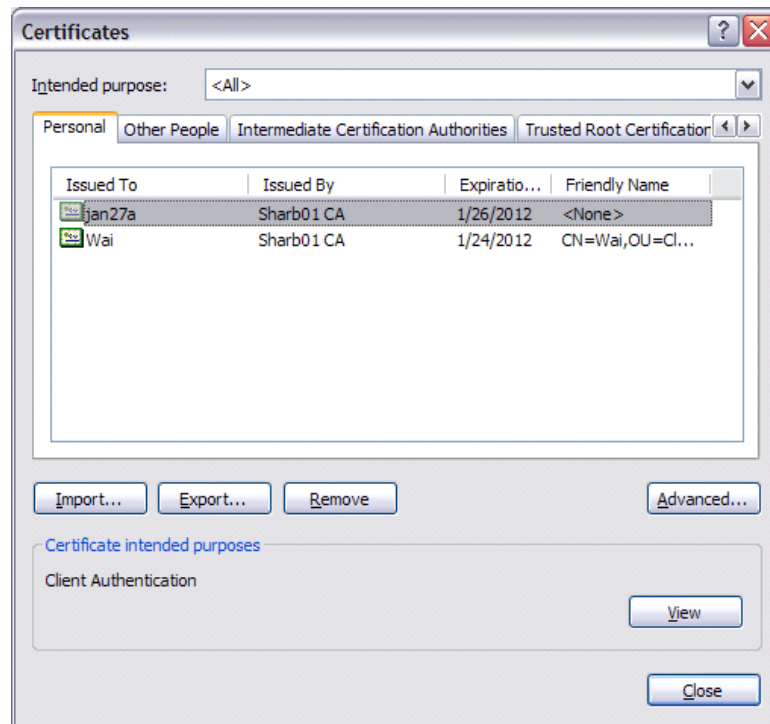 Certificates
Intended purpose: <All>
Personal Other People Intermediate Certification Authorities Trusted Root Certification
Issued To Issued By Expiratio... Friendly Name
jan27a Sharb01 CA 1/26/2012 <None>
Wai Sharb01 CA 1/24/2012 CN=Wai,OU=Cl...
Import... Export... Remove Advanced...
Certificate intended purposes
Client Authentication
View
Close